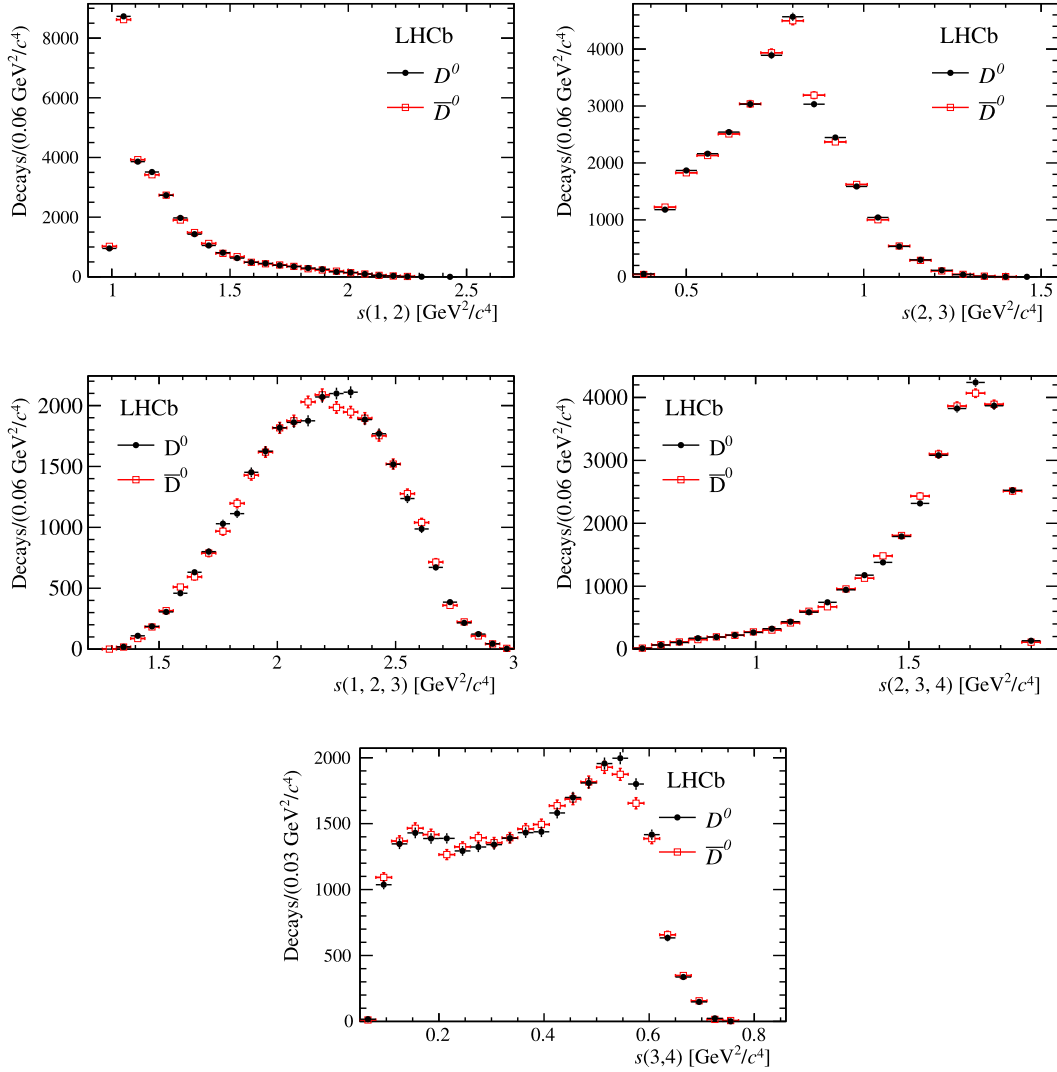 Decays/(0.06 GeV²/c⁴)
8000
6000
4000
2000
0
LHCb
D⁰
D̅⁰
1 1.5 2 2.5
s(1, 2) [GeV²/c⁴]
Decays/(0.06 GeV²/c⁴)
4000
3000
2000
1000
0
LHCb
D⁰
D̅⁰
0.5 1 1.5
s(2, 3) [GeV²/c⁴]
Decays/(0.06 GeV²/c⁴)
2000
1500
1000
500
0
LHCb
D⁰
D̅⁰
1.5 2 2.5 3
s(1, 2, 3) [GeV²/c⁴]
Decays/(0.06 GeV²/c⁴)
4000
3000
2000
1000
0
LHCb
D⁰
D̅⁰
1 1.5
s(2, 3, 4) [GeV²/c⁴]
Decays/(0.03 GeV²/c⁴)
2000
1500
1000
500
0
LHCb
D⁰
D̅⁰
0.2 0.4 0.6 0.8
s(3,4) [GeV²/c⁴]